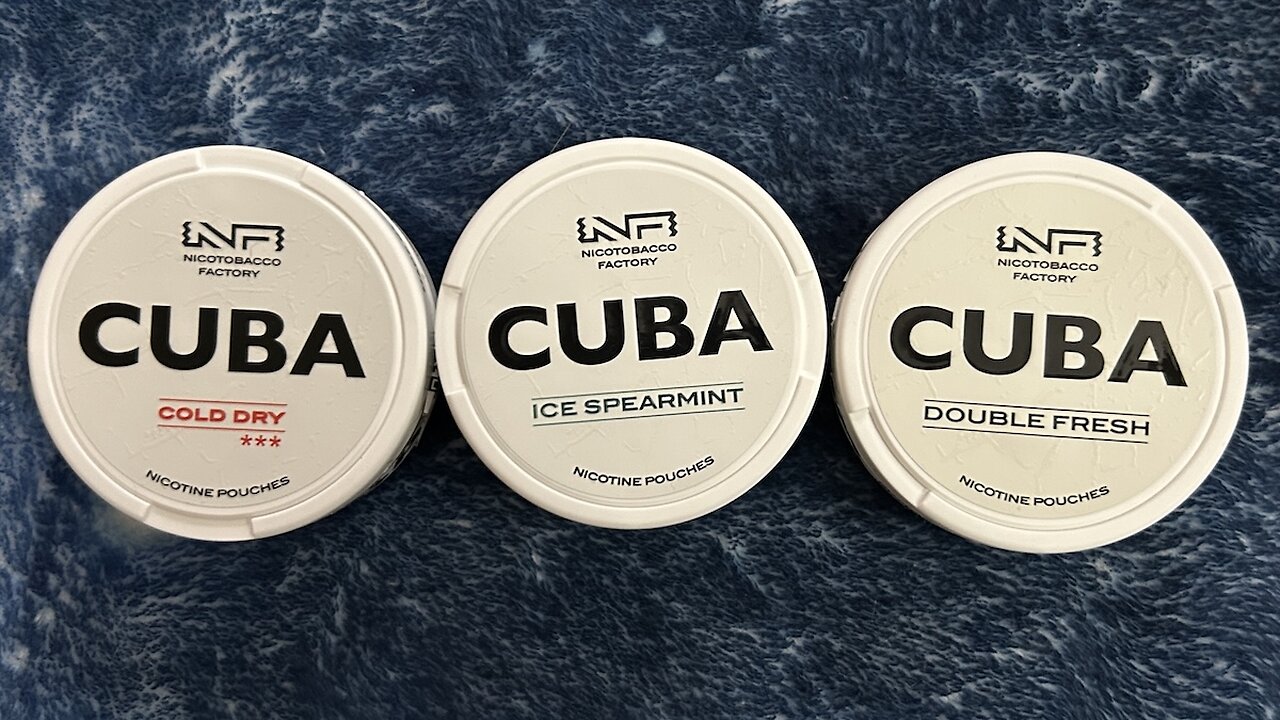 NF
NICOTOBACCO
FACTORY
CUBA
COLD DRY
***
NICOTINE POUCHES
NF
NICOTOBACCO
FACTORY
CUBA
ICE SPEARMINT
NICOTINE POUCHES
NF
NICOTOBACCO
FACTORY
CUBA
DOUBLE FRESH
NICOTINE POUCHES